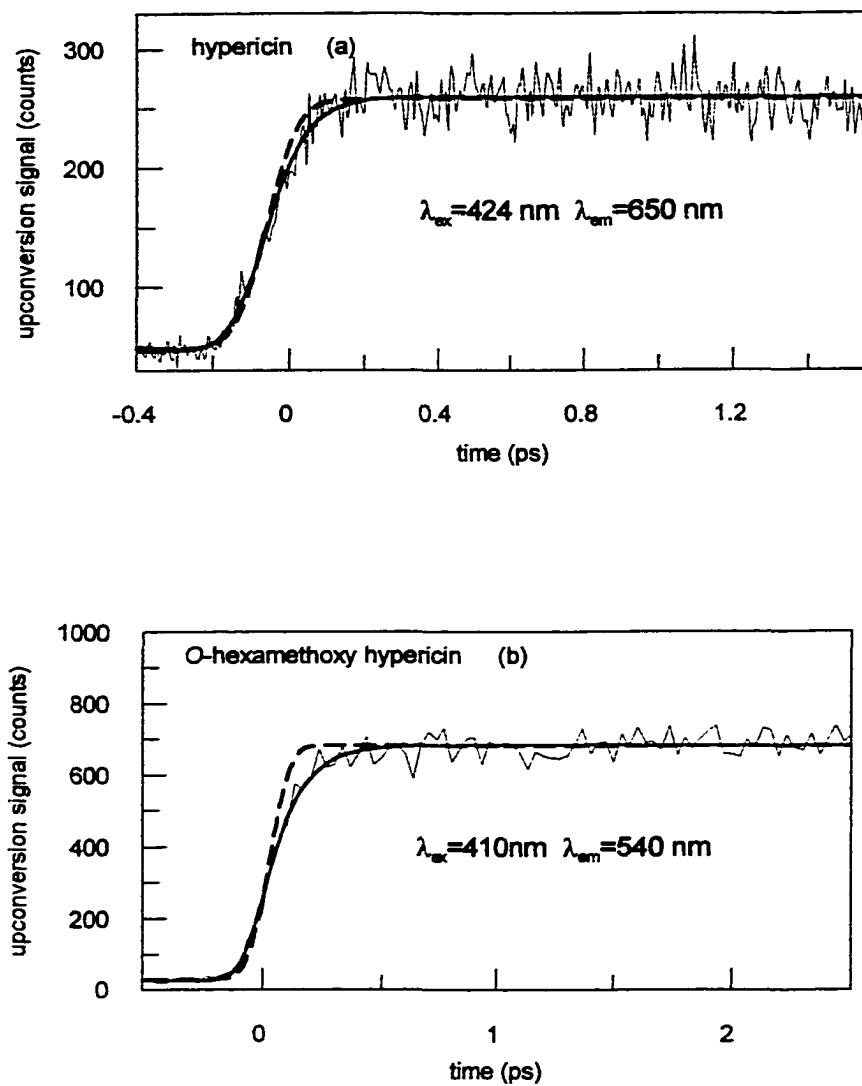 hypericin (a)
upconversion signal (counts)
300
200
100
λex=424 nm λem=650 nm
-0.4 0 0.4 0.8 1.2
time (ps)
O-hexamethoxy hypericin (b)
upconversion signal (counts)
1000
800
600
400
200
0
λex=410nm λem=540 nm
0 1 2
time (ps)